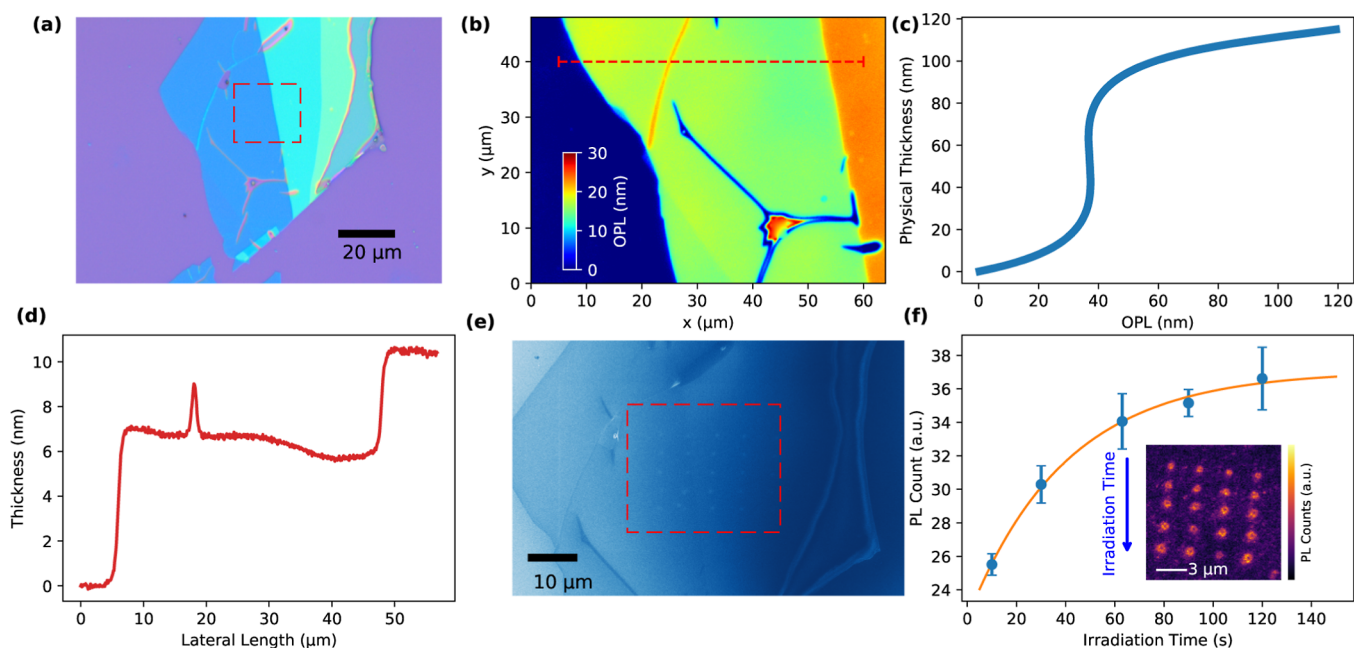 (a)
20 μm
(b)
y (μm)
40
30
20
10
0
30
20
10
0
OPL (nm)
0 10 20 30 40 50 60
x (μm)
(c)
Physical Thickness (nm)
120
100
80
60
40
20
0
0 20 40 60 80 100 120
OPL (nm)
(d)
Thickness (nm)
10
8
6
4
2
0
0 10 20 30 40 50
Lateral Length (μm)
(e)
10 μm
(f)
PL Count (a.u.)
38
36
34
32
30
28
26
24
Irradiation Time
3 μm
PL Counts (a.u.)
0 20 40 60 80 100 120 140
Irradiation Time (s)